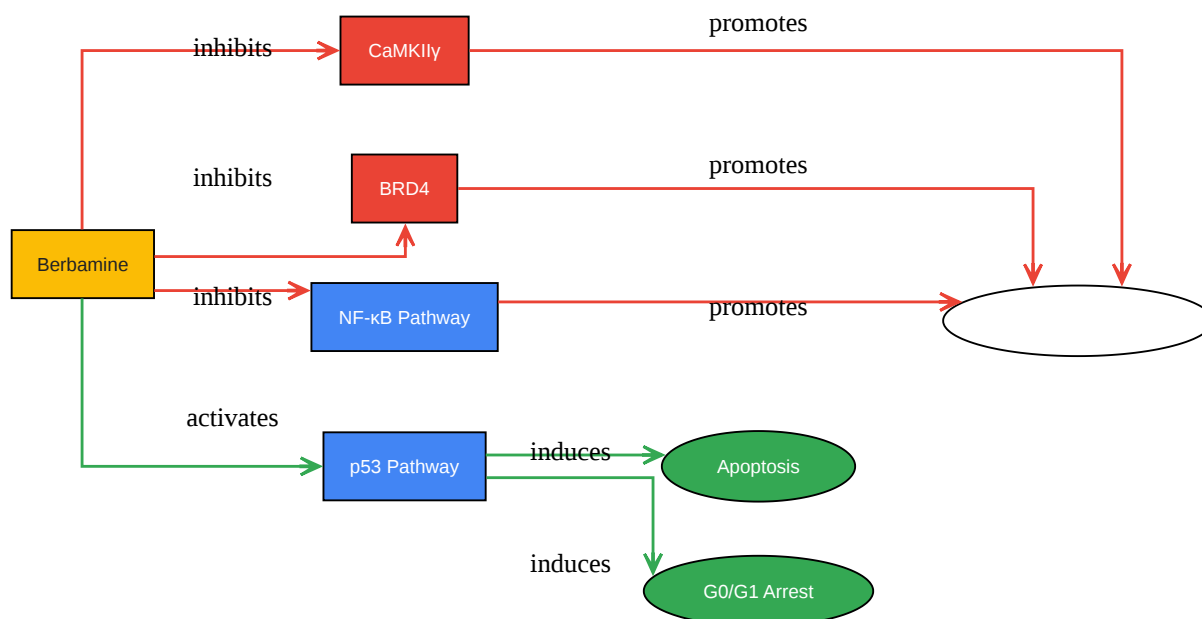 promotes
inhibits
CaMKIIγ
promotes
inhibits
BRD4
Berbamine
inhibits
NF-κB Pathway
promotes
activates
p53 Pathway
induces
Apoptosis
induces
G0/G1 Arrest